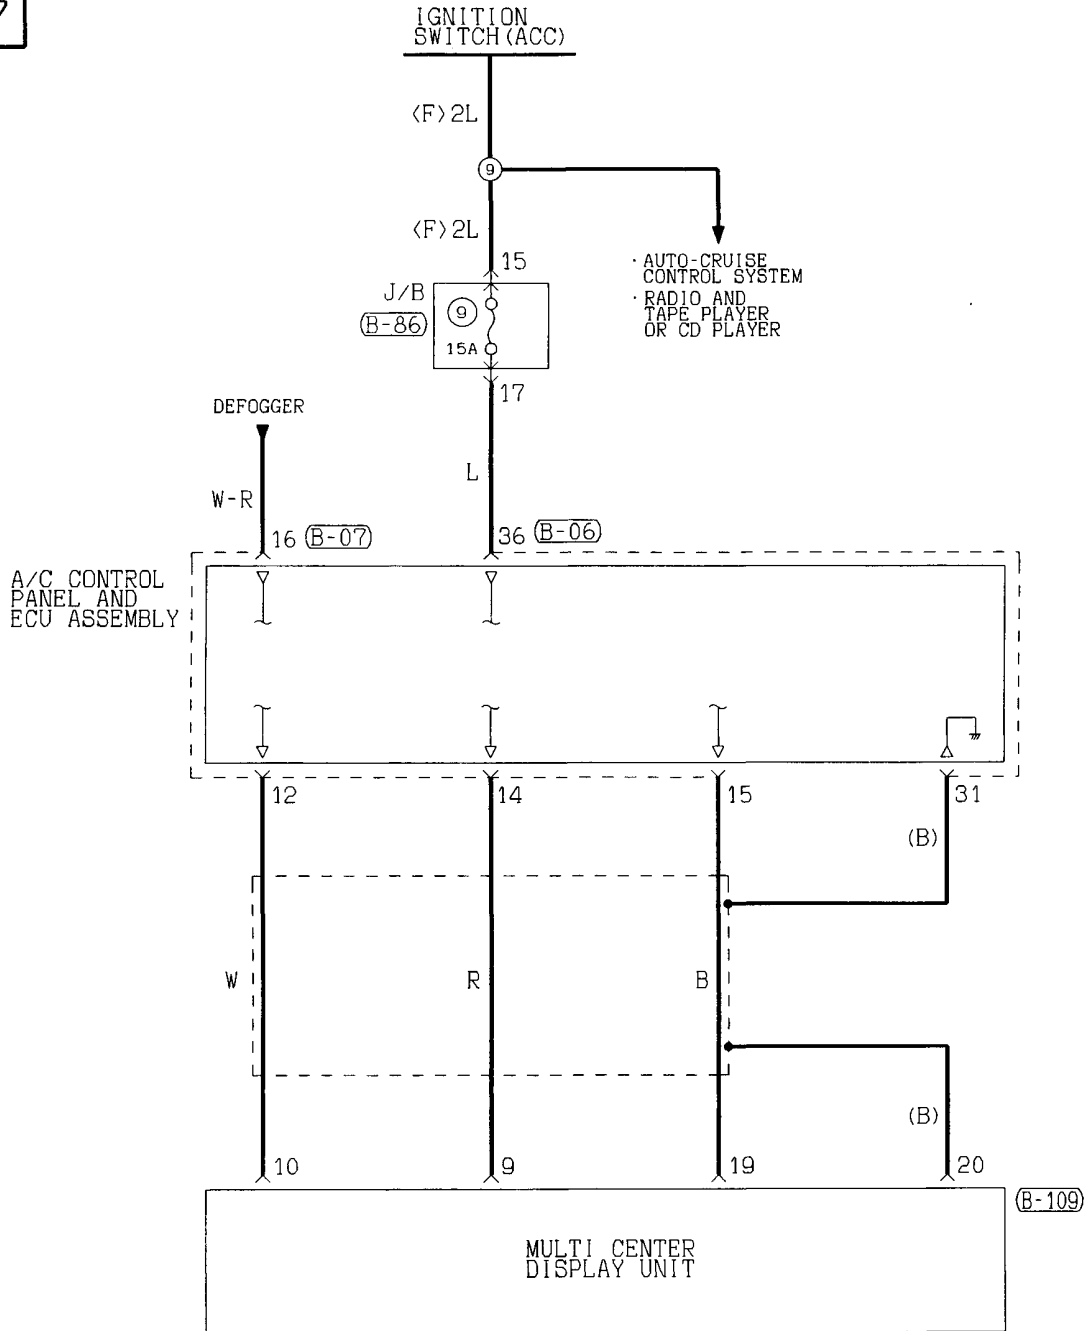 7
IGNITION
SWITCH(ACC)
<F>2L
9
<F>2L
15
· AUTO-CRUISE
CONTROL SYSTEM
· RADIO AND
TAPE PLAYER
OR CD PLAYER
J/B
B-86
9
15A
17
DEFOGGER
L
W-R
16 B-07
36 B-06
A/C CONTROL
PANEL AND
ECU ASSEMBLY
12
14
15
31
(B)
W
R
B
(B)
10
9
19
20
B-109
MULTI CENTER
DISPLAY UNIT